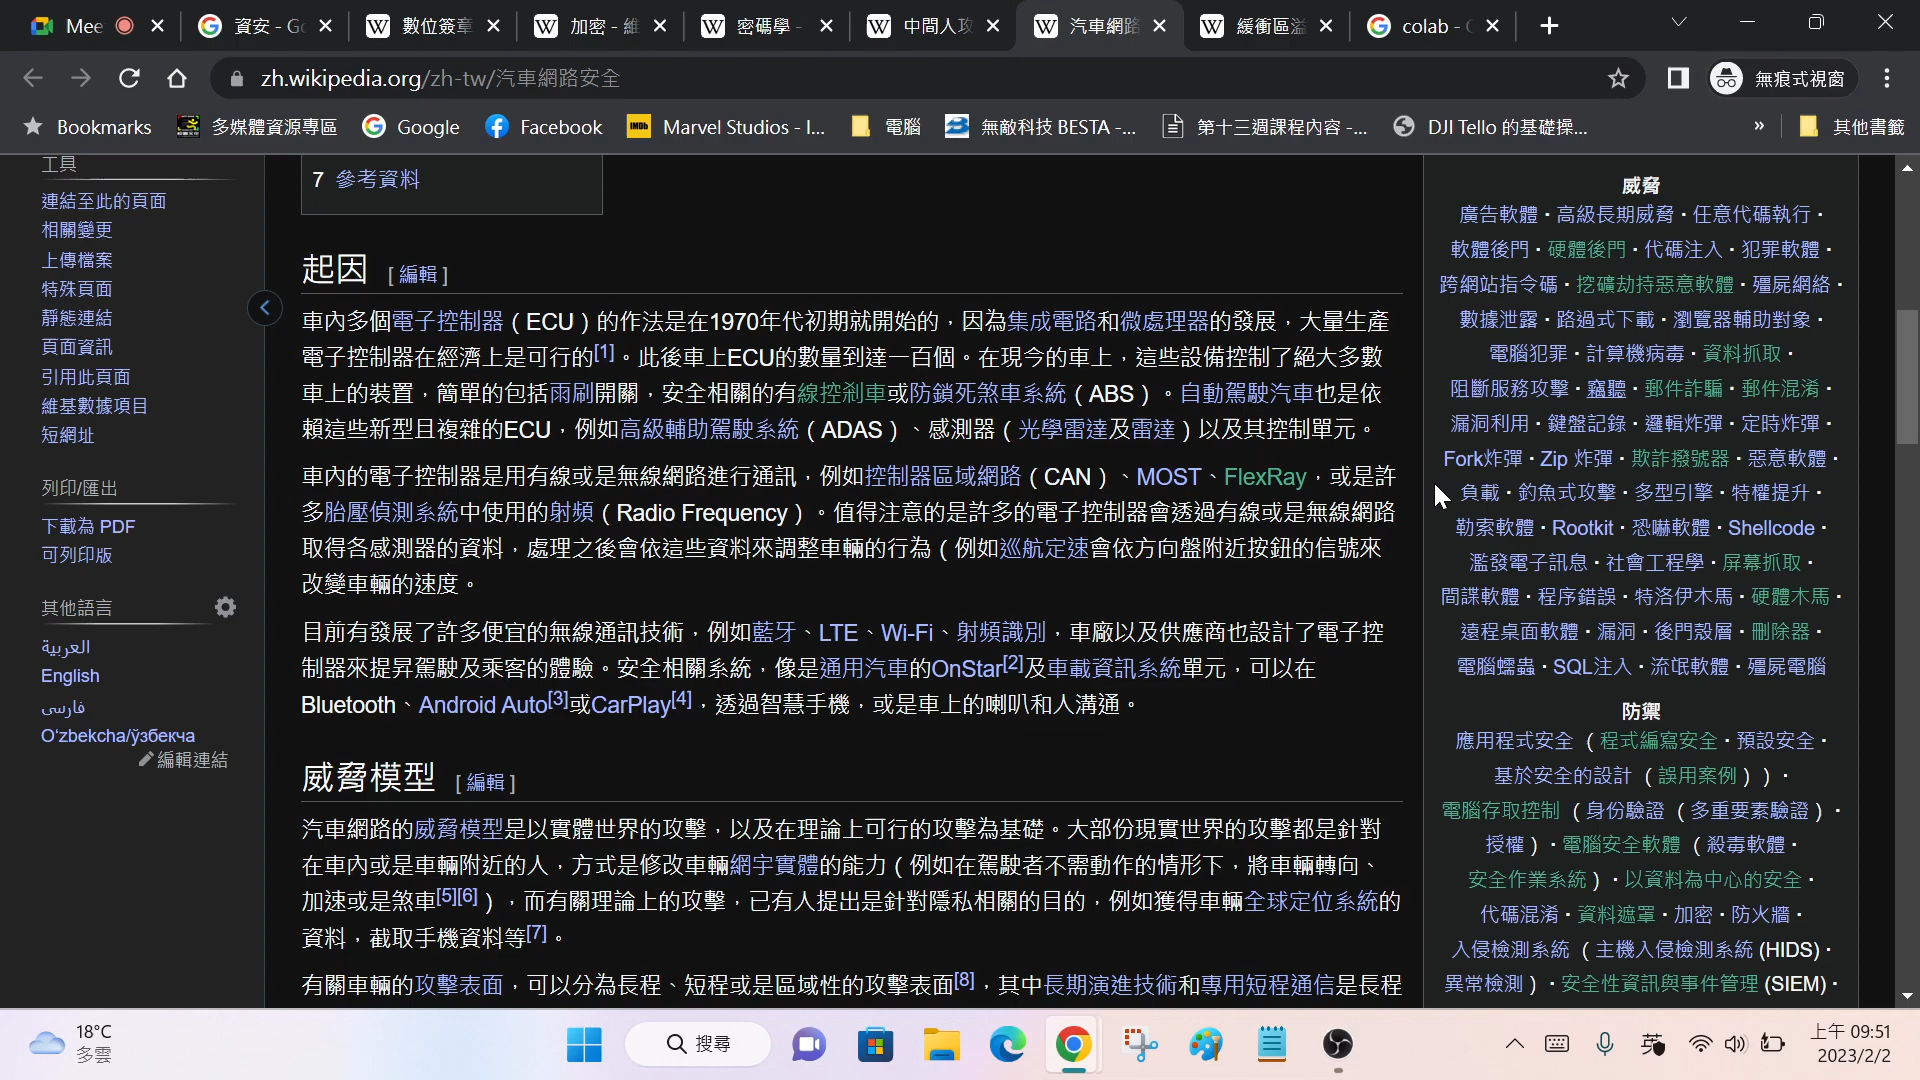 Mee
資安 - Go
數位簽章
加密 - 維
密碼學 -
中間人攻
汽車網路
緩衝區溢
colab - G
zh.wikipedia.org/zh-tw/汽車網路安全
無痕式視窗
Bookmarks
多媒體資源專區
Google
Facebook
Marvel Studios - I...
電腦
無敵科技 BESTA -...
第十三週課程內容 -...
DJI Tello 的基礎操...
»
其他書籤
工具
連結至此的頁面
相關變更
上傳檔案
特殊頁面
靜態連結
頁面資訊
引用此頁面
維基數據項目
短網址
列印/匯出
下載為 PDF
可列印版
其他語言
العربية
English
فارسی
Oʻzbekcha/ўзбекча
編輯連結
7 參考資料
起因 [ 編輯 ]
車內多個電子控制器（ECU）的作法是在1970年代初期就開始的，因為集成電路和微處理器的發展，大量生產
電子控制器在經濟上是可行的[1]。此後車上ECU的數量到達一百個。在現今的車上，這些設備控制了絕大多數
車上的裝置，簡單的包括雨刷開關，安全相關的有線控剎車或防鎖死煞車系統（ABS）。自動駕駛汽車也是依
賴這些新型且複雜的ECU，例如高級輔助駕駛系統（ADAS）、感測器（光學雷達及雷達）以及其控制單元。
車內的電子控制器是用有線或是無線網路進行通訊，例如控制器區域網路（CAN）、MOST、FlexRay，或是許
多胎壓偵測系統中使用的射頻（Radio Frequency）。值得注意的是許多的電子控制器會透過有線或是無線網路
取得各感測器的資料，處理之後會依這些資料來調整車輛的行為（例如巡航定速會依方向盤附近按鈕的信號來
改變車輛的速度。
目前有發展了許多便宜的無線通訊技術，例如藍牙、LTE、Wi-Fi、射頻識別，車廠以及供應商也設計了電子控
制器來提昇駕駛及乘客的體驗。安全相關系統，像是通用汽車的OnStar[2]及車載資訊系統單元，可以在
Bluetooth、Android Auto[3]或CarPlay[4]，透過智慧手機，或是車上的喇叭和人溝通。
威脅模型 [ 編輯 ]
汽車網路的威脅模型是以實體世界的攻擊，以及在理論上可行的攻擊為基礎。大部份現實世界的攻擊都是針對
在車內或是車輛附近的人，方式是修改車輛網宇實體的能力（例如在駕駛者不需動作的情形下，將車輛轉向、
加速或是煞車[5][6]），而有關理論上的攻擊，已有人提出是針對隱私相關的目的，例如獲得車輛全球定位系統的
資料，截取手機資料等[7]。
有關車輛的攻擊表面，可以分為長程、短程或是區域性的攻擊表面[8]，其中長期演進技術和專用短程通信是長程
威脅
廣告軟體 · 高級長期威脅 · 任意代碼執行 ·
軟體後門 · 硬體後門 · 代碼注入 · 犯罪軟體 ·
跨網站指令碼 · 挖礦劫持惡意軟體 · 殭屍網絡 ·
數據泄露 · 路過式下載 · 瀏覽器輔助對象 ·
電腦犯罪 · 計算機病毒 · 資料抓取 ·
阻斷服務攻擊 · 竊聽 · 郵件詐騙 · 郵件混淆 ·
漏洞利用 · 鍵盤記錄 · 邏輯炸彈 · 定時炸彈 ·
Fork炸彈 · Zip 炸彈 · 欺詐撥號器 · 惡意軟體 ·
負載 · 釣魚式攻擊 · 多型引擎 · 特權提升 ·
勒索軟體 · Rootkit · 恐嚇軟體 · Shellcode ·
濫發電子訊息 · 社會工程學 · 屏幕抓取 ·
間諜軟體 · 程序錯誤 · 特洛伊木馬 · 硬體木馬 ·
遠程桌面軟體 · 漏洞 · 後門殼層 · 刪除器 ·
電腦蠕蟲 · SQL注入 · 流氓軟體 · 殭屍電腦
防禦
應用程式安全（程式編寫安全 · 預設安全 ·
基於安全的設計（誤用案例））·
電腦存取控制（身份驗證（多重要素驗證）·
授權）· 電腦安全軟體（殺毒軟體 ·
安全作業系統）· 以資料為中心的安全 ·
代碼混淆 · 資料遮罩 · 加密 · 防火牆 ·
入侵檢測系統（主機入侵檢測系統 (HIDS) ·
異常檢測）· 安全性資訊與事件管理 (SIEM) ·
18°C
多雲
搜尋
英
上午 09:51
2023/2/2